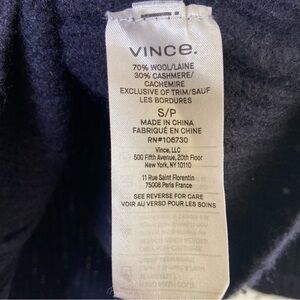 VINCE.
70% WOOL/LAINE
30% CASHMERE/
CACHEMIRE
EXCLUSIVE OF TRIM/SAUF
LES BORDURES
S/P
MADE IN CHINA
FABRIQUÉ EN CHINE
RN#106730
Vince, LLC
500 Fifth Avenue, 20th Floor
New York, NY 10110
11 Rue Saint Florentin
75008 Paris France
SEE REVERSE FOR CARE
VOIR AU VERSO POUR LES SOINS